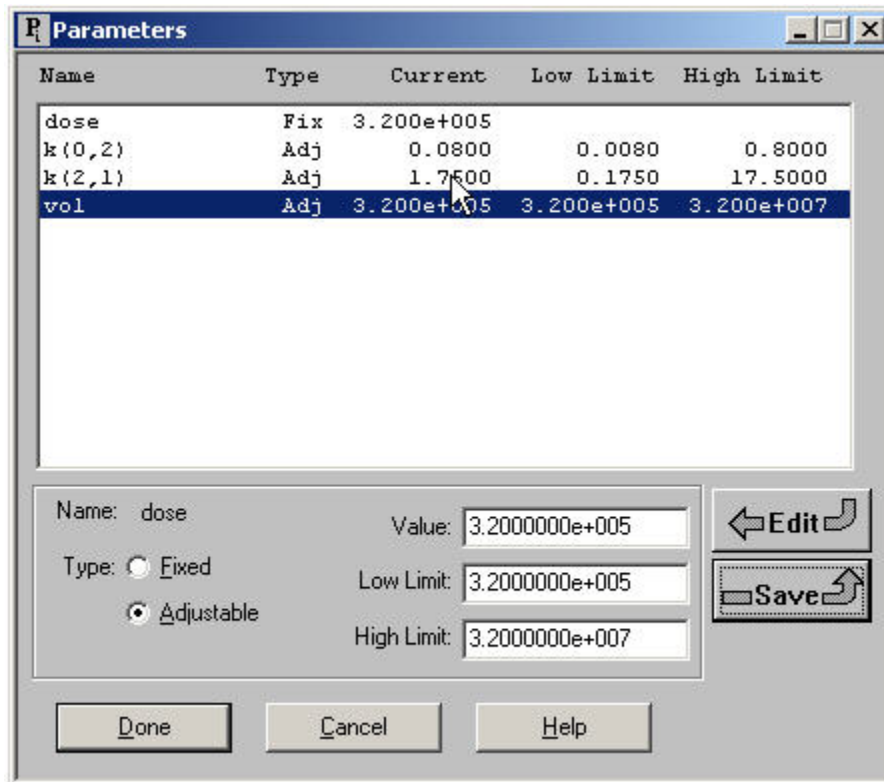 Pi Parameters
Name Type Current Low Limit High Limit
dose Fix 3.200e+005
k(0,2) Adj 0.0800 0.0080 0.8000
k(2,1) Adj 1.7500 0.1750 17.5000
vol Adj 3.200e+005 3.200e+005 3.200e+007
Name: dose
Value: 3.2000000e+005
Edit
Type: Fixed
Low Limit: 3.2000000e+005
Save
Adjustable
High Limit: 3.2000000e+007
Done Cancel Help